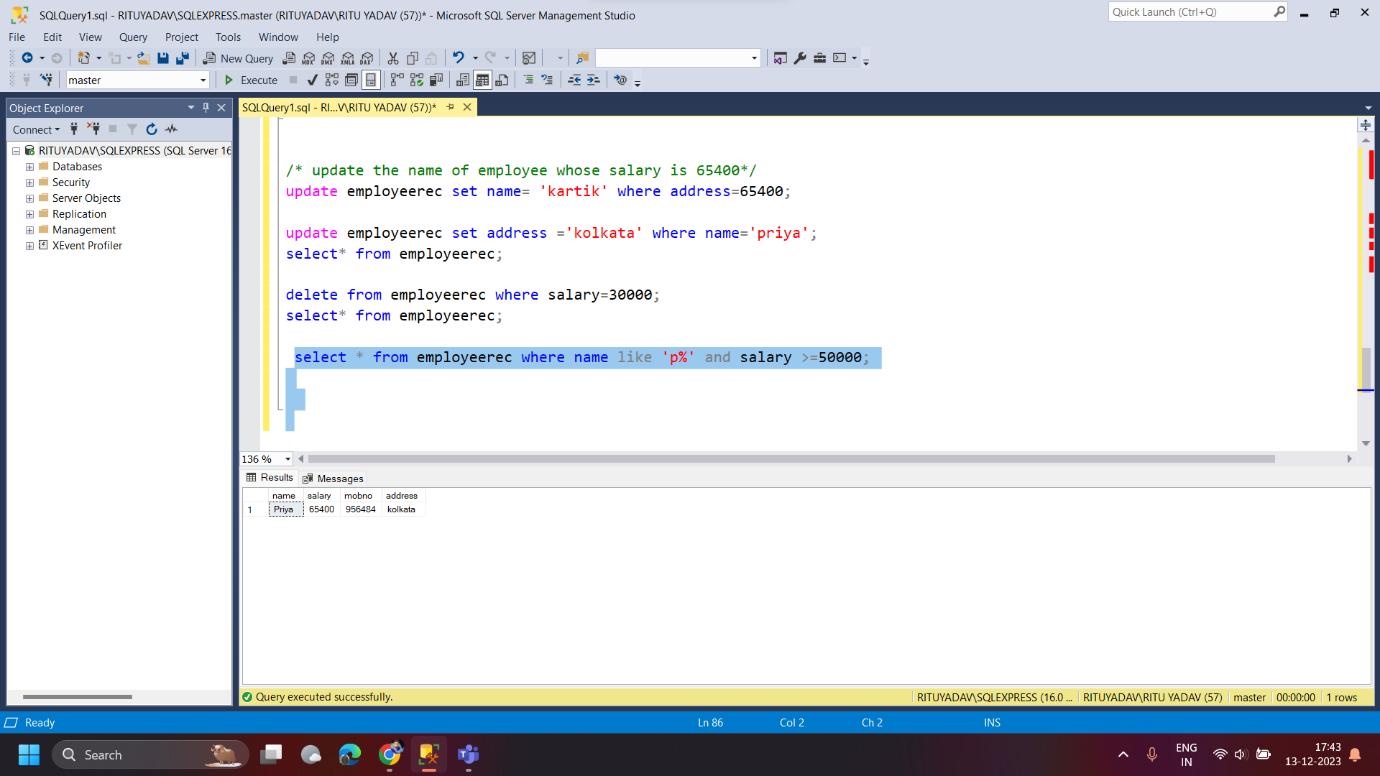 SQLQuery1.sql - RITUYADAV\SQLEXPRESS.master (RITUYADAV\RITU YADAV (57))* - Microsoft SQL Server Management Studio
Quick Launch (Ctrl+Q)
File Edit View Query Project Tools Window Help
New Query
MDX DMX XMLA DAX
master Execute
Object Explorer
SQLQuery1.sql - RI...V\RITU YADAV (57))*
Connect
RITUYADAV\SQLEXPRESS (SQL Server 16
Databases
Security
Server Objects
Replication
Management
XEvent Profiler
/* update the name of employee whose salary is 65400*/
update employeerec set name= 'kartik' where address=65400;
update employeerec set address ='kolkata' where name='priya';
select* from employeerec;
delete from employeerec where salary=30000;
select* from employeerec;
select * from employeerec where name like 'p%' and salary >=50000;
136 %
Results Messages
name salary mobno address
1 Priya 65400 956484 kolkata
Query executed successfully.
RITUYADAV\SQLEXPRESS (16.0 ... RITUYADAV\RITU YADAV (57) master 00:00:00 1 rows
Ready Ln 86 Col 2 Ch 2 INS
Search
ENG
IN
17:43
13-12-2023